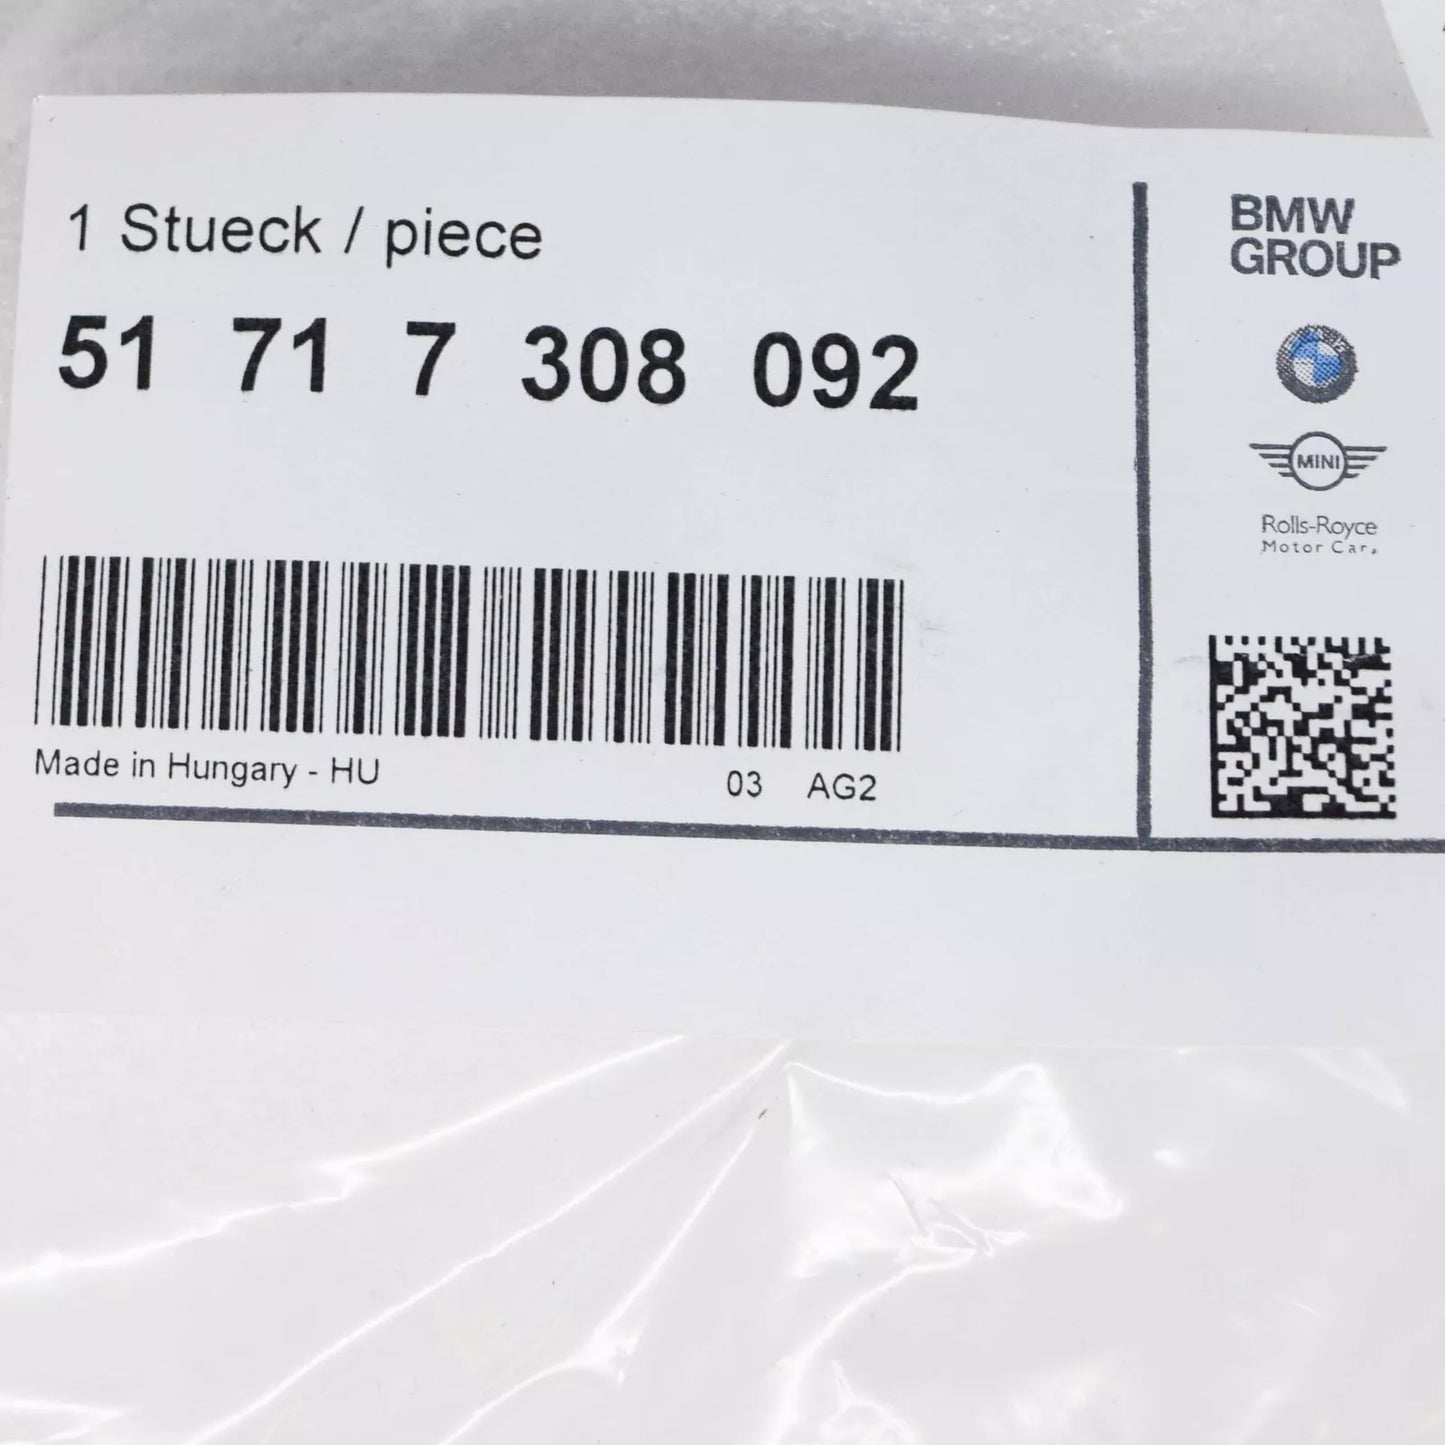 1 Stueck / piece
51 71 7 308 092
Made in Hungary - HU
03 AG2
BMW
GROUP
MINI
Rolls-Royce
Motor Cars